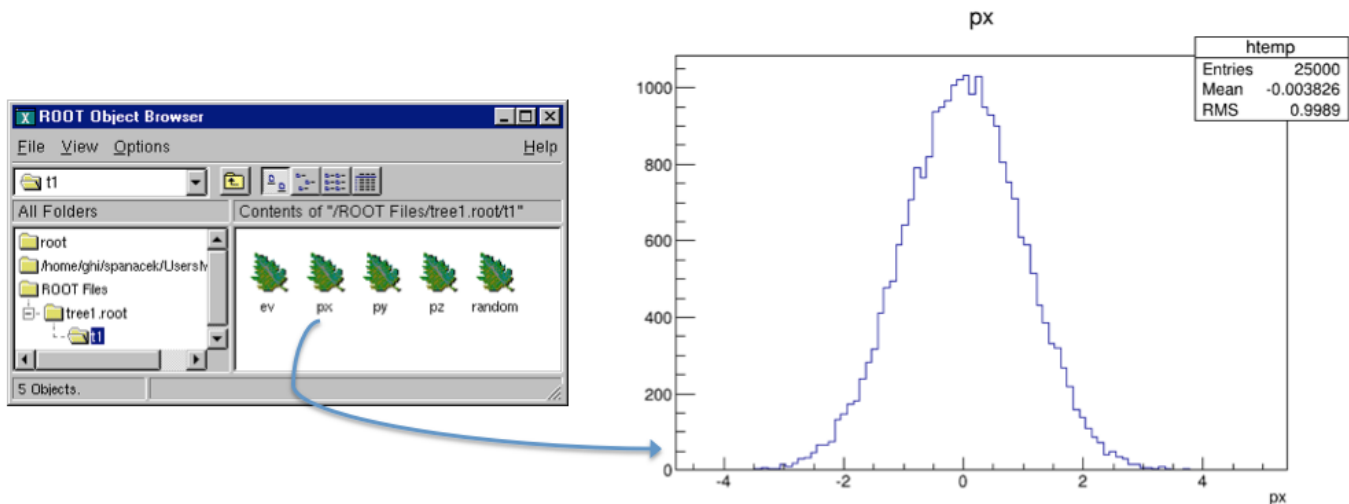 ROOT Object Browser
File View Options Help
t1
All Folders
Contents of "/ROOT Files/tree1.root/t1"
root
/home/ghi/spanacek/Users
ROOT Files
tree1.root
t1
ev px py pz random
5 Objects.
px
htemp
Entries 25000
Mean -0.003826
RMS 0.9989
1000
800
600
400
200
0
-4 -2 0 2 4
px